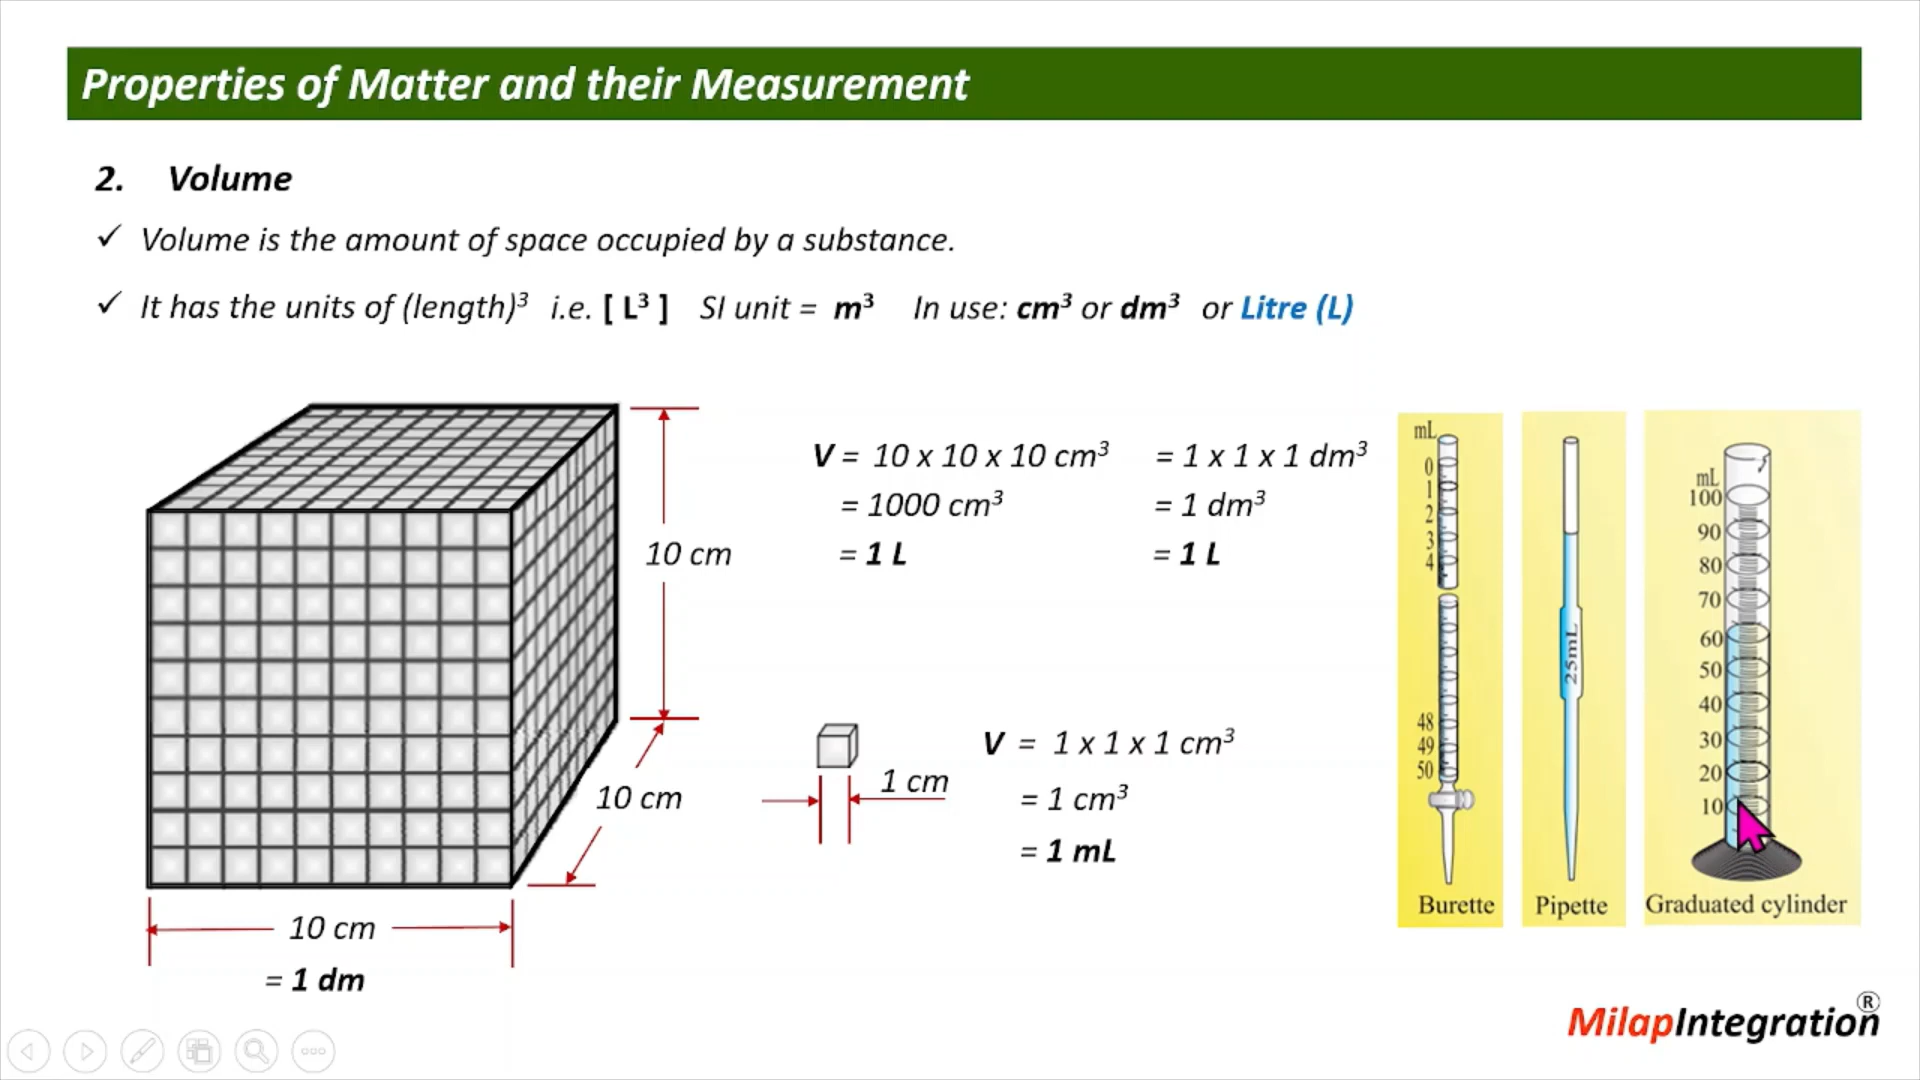 Properties of Matter and their Measurement
2. Volume
✓ Volume is the amount of space occupied by a substance.
✓ It has the units of (length)³ i.e. [ L³ ] SI unit = m³ In use: cm³ or dm³ or Litre (L)
10 cm
10 cm
10 cm
= 1 dm
V = 10 x 10 x 10 cm³ = 1 x 1 x 1 dm³
= 1000 cm³ = 1 dm³
= 1 L = 1 L
1 cm
V = 1 x 1 x 1 cm³
= 1 cm³
= 1 mL
mL
0
1
2
3
4
48
49
50
Burette
25mL
Pipette
mL
100
90
80
70
60
50
40
30
20
10
Graduated cylinder
MilapIntegration®